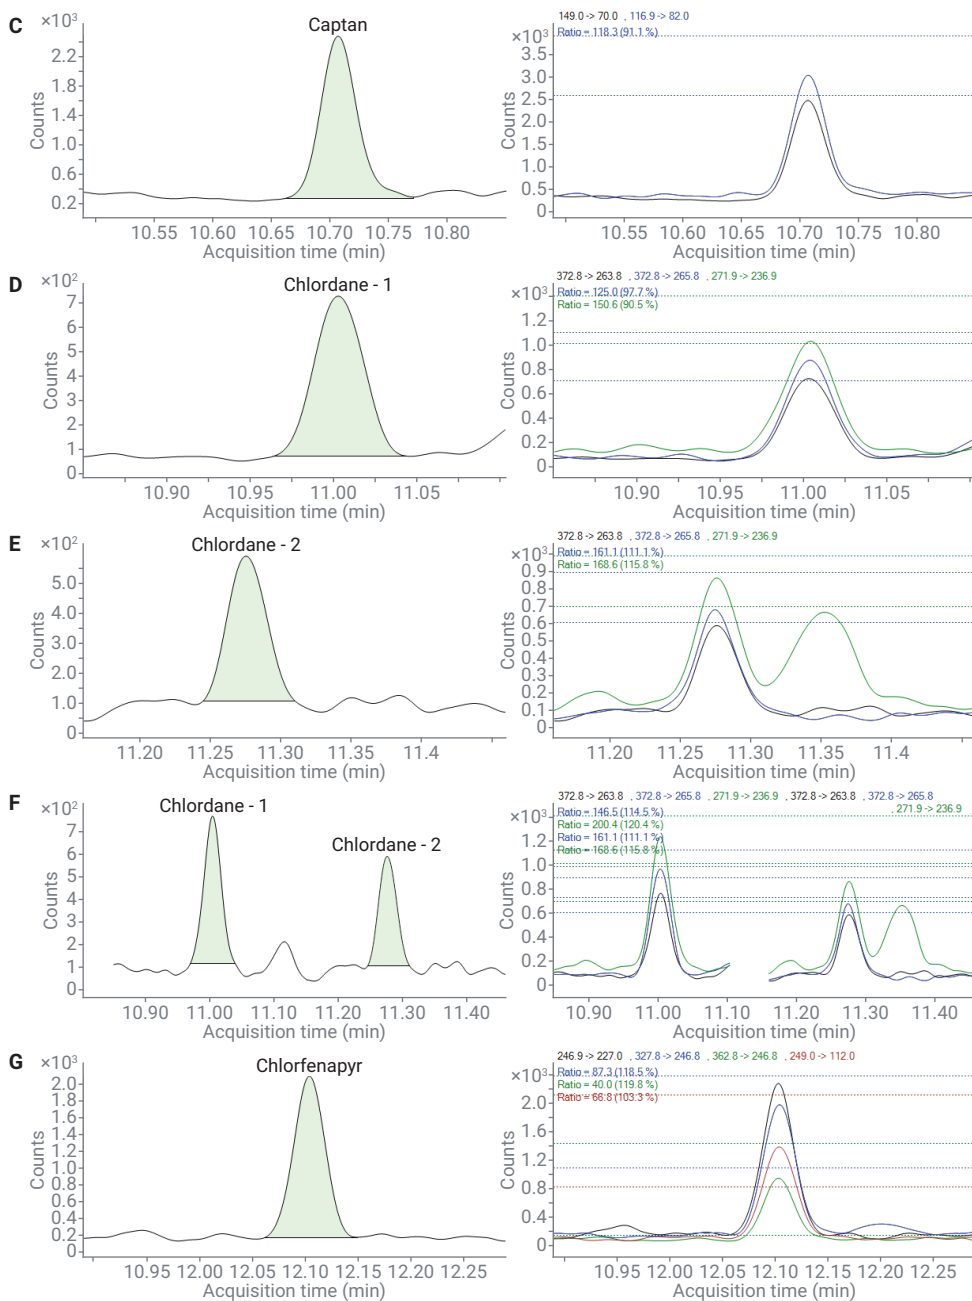 C
×10³
Captan
2.2
1.8
1.4
1.0
0.6
0.2
Counts
10.55 10.60 10.65 10.70 10.75 10.80
Acquisition time (min)
149.0 -> 70.0 , 116.9 -> 82.0
×10³
Ratio = 118.3 (91.1 %)
3.5
3.0
2.5
2.0
1.5
1.0
0.5
0
Counts
10.55 10.60 10.65 10.70 10.75 10.80
Acquisition time (min)
D
×10²
Chlordane - 1
7
6
5
4
3
2
1
0
Counts
10.90 10.95 11.00 11.05
Acquisition time (min)
372.8 -> 263.8 , 372.8 -> 265.8 , 271.9 -> 236.9
×10³
Ratio = 125.0 (97.7 %)
Ratio = 150.6 (90.5 %)
1.2
1.0
0.8
0.6
0.4
0.2
0
Counts
10.90 10.95 11.00 11.05
Acquisition time (min)
E
×10²
Chlordane - 2
5.0
4.0
3.0
2.0
1.0
0
Counts
11.20 11.25 11.30 11.35 11.4
Acquisition time (min)
372.8 -> 263.8 , 372.8 -> 265.8 , 271.9 -> 236.9
×10³
Ratio = 161.1 (111.1 %)
Ratio = 168.6 (115.8 %)
0.9
0.8
0.7
0.6
0.5
0.4
0.3
0.2
0.1
0
Counts
11.20 11.25 11.30 11.35 11.4
Acquisition time (min)
F
×10²
Chlordane - 1
Chlordane - 2
7
6
5
4
3
2
1
0
Counts
10.90 11.00 11.10 11.20 11.30 11.40
Acquisition time (min)
372.8 -> 263.8 , 372.8 -> 265.8 , 271.9 -> 236.9 , 372.8 -> 263.8 , 372.8 -> 265.8
, 271.9 -> 236.9
×10³
Ratio = 146.5 (114.5 %)
Ratio = 200.4 (120.4 %)
Ratio = 161.1 (111.1 %)
Ratio = 168.6 (115.8 %)
1.2
1.0
0.8
0.6
0.4
0.2
0
Counts
10.90 11.00 11.10 11.20 11.30 11.40
Acquisition time (min)
G
×10³
Chlorfenapyr
2.0
1.6
1.4
1.2
1.0
0.8
0.6
0.4
0.2
0
Counts
10.95 12.00 12.05 12.10 12.15 12.20 12.25
Acquisition time (min)
246.9 -> 227.0 , 327.8 -> 246.8 , 362.8 -> 246.8 , 249.0 -> 112.0
×10³
Ratio = 87.3 (118.5 %)
Ratio = 40.0 (119.8 %)
Ratio = 66.8 (103.3 %)
2.0
1.6
1.2
0.8
0.4
0
Counts
10.95 12.00 12.05 12.10 12.15 12.20 12.25
Acquisition time (min)